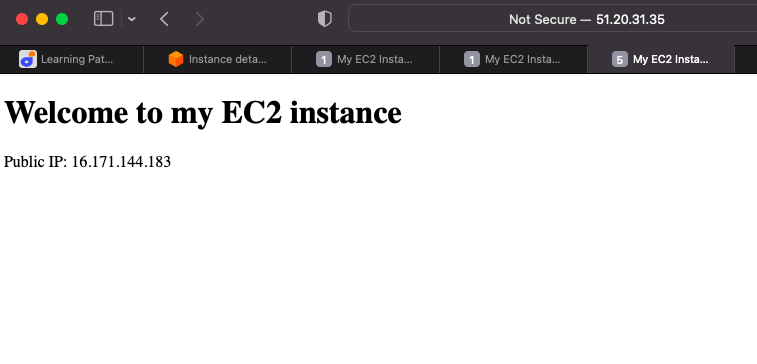 Not Secure — 51.20.31.35
Learning Pat...
Instance deta...
1 My EC2 Insta...
1 My EC2 Insta...
5 My EC2 Insta...
Welcome to my EC2 instance
Public IP: 16.171.144.183